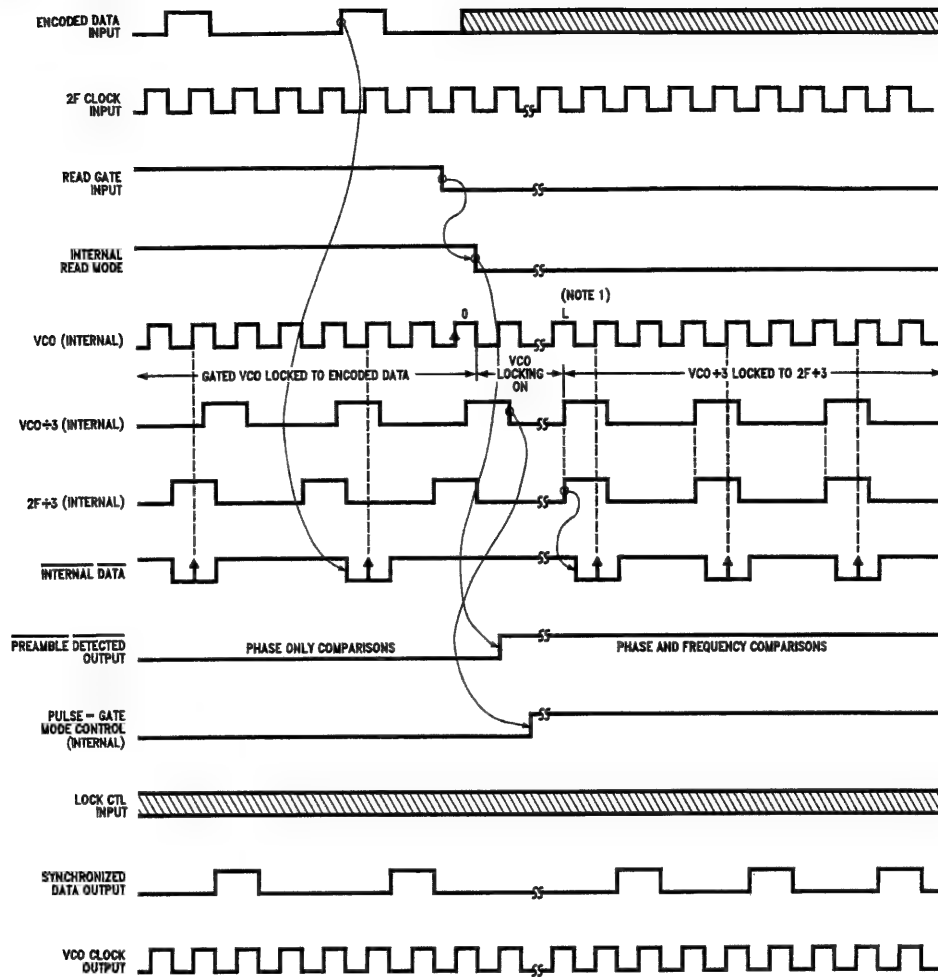 ENCODED DATA
INPUT
2F CLOCK
INPUT
READ GATE
INPUT
INTERNAL
READ MODE
(NOTE 1)
0
L
VCO (INTERNAL)
GATED VCO LOCKED TO ENCODED DATA
VCO
LOCKING
ON
VCO÷3 LOCKED TO 2F÷3
VCO÷3 (INTERNAL)
2F÷3 (INTERNAL)
INTERNAL DATA
PREAMBLE DETECTED
OUTPUT
PHASE ONLY COMPARISONS
PHASE AND FREQUENCY COMPARISONS
PULSE – GATE
MODE CONTROL
(INTERNAL)
LOCK CTL
INPUT
SYNCHRONIZED
DATA OUTPUT
VCO CLOCK
OUTPUT